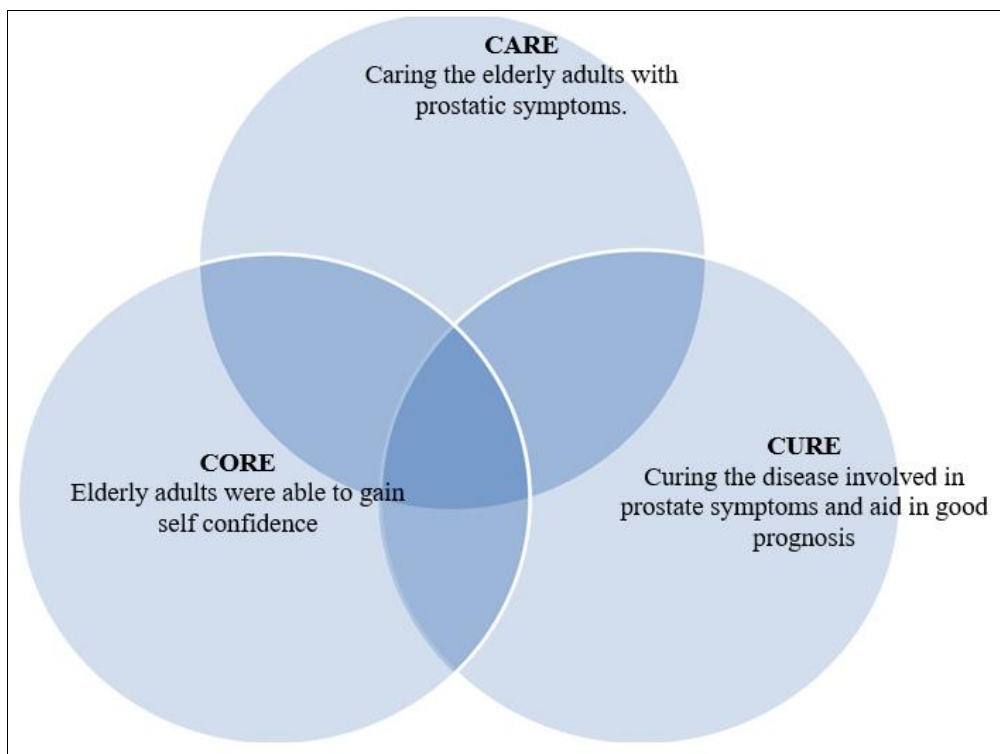 CARE
Caring the elderly adults with
prostatic symptoms.
CORE
Elderly adults were able to gain
self confidence
CURE
Curing the disease involved in
prostate symptoms and aid in good
prognosis